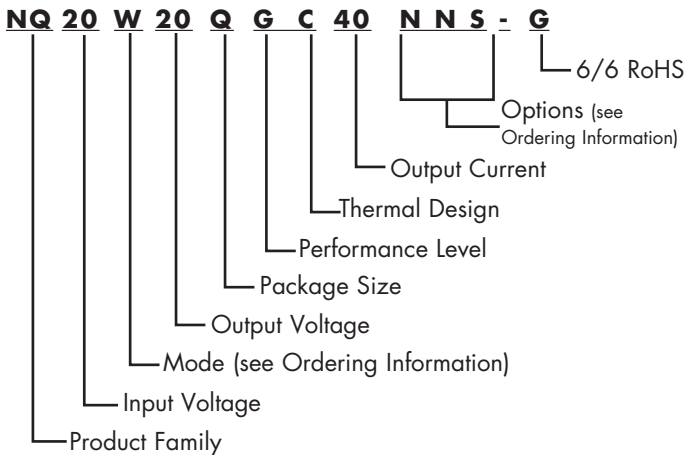 NQ 20 W 20 Q G C 40 N N S - G
6/6 RoHS
Options (see
Ordering Information)
Output Current
Thermal Design
Performance Level
Package Size
Output Voltage
Mode (see Ordering Information)
Input Voltage
Product Family